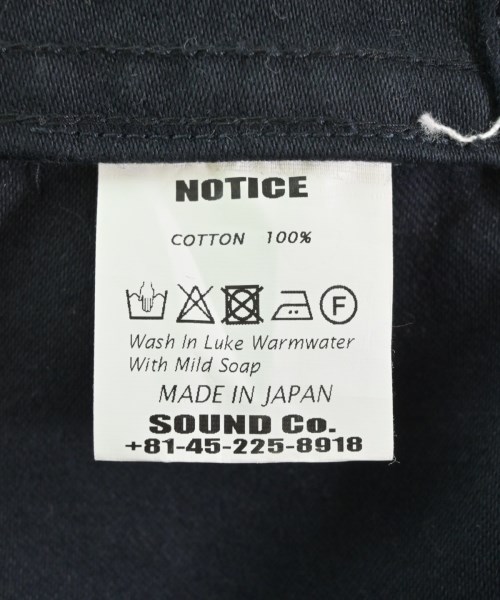 NOTICE
COTTON 100%
F
Wash In Luke Warmwater
With Mild Soap
MADE IN JAPAN
SOUND Co.
+81-45-225-8918